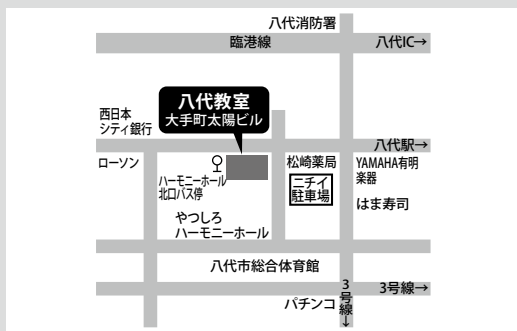 八代消防署
臨港線
八代IC→
八代教室
大手町太陽ビル
西日本
シティ銀行
八代駅→
ローソン
ハーモニーホール
北口バス停
松崎薬局
ニチイ
駐車場
YAMAHA有明
楽器
はま寿司
やつしろ
ハーモニーホール
八代市総合体育館
3号線→
パチンコ
3号線↓